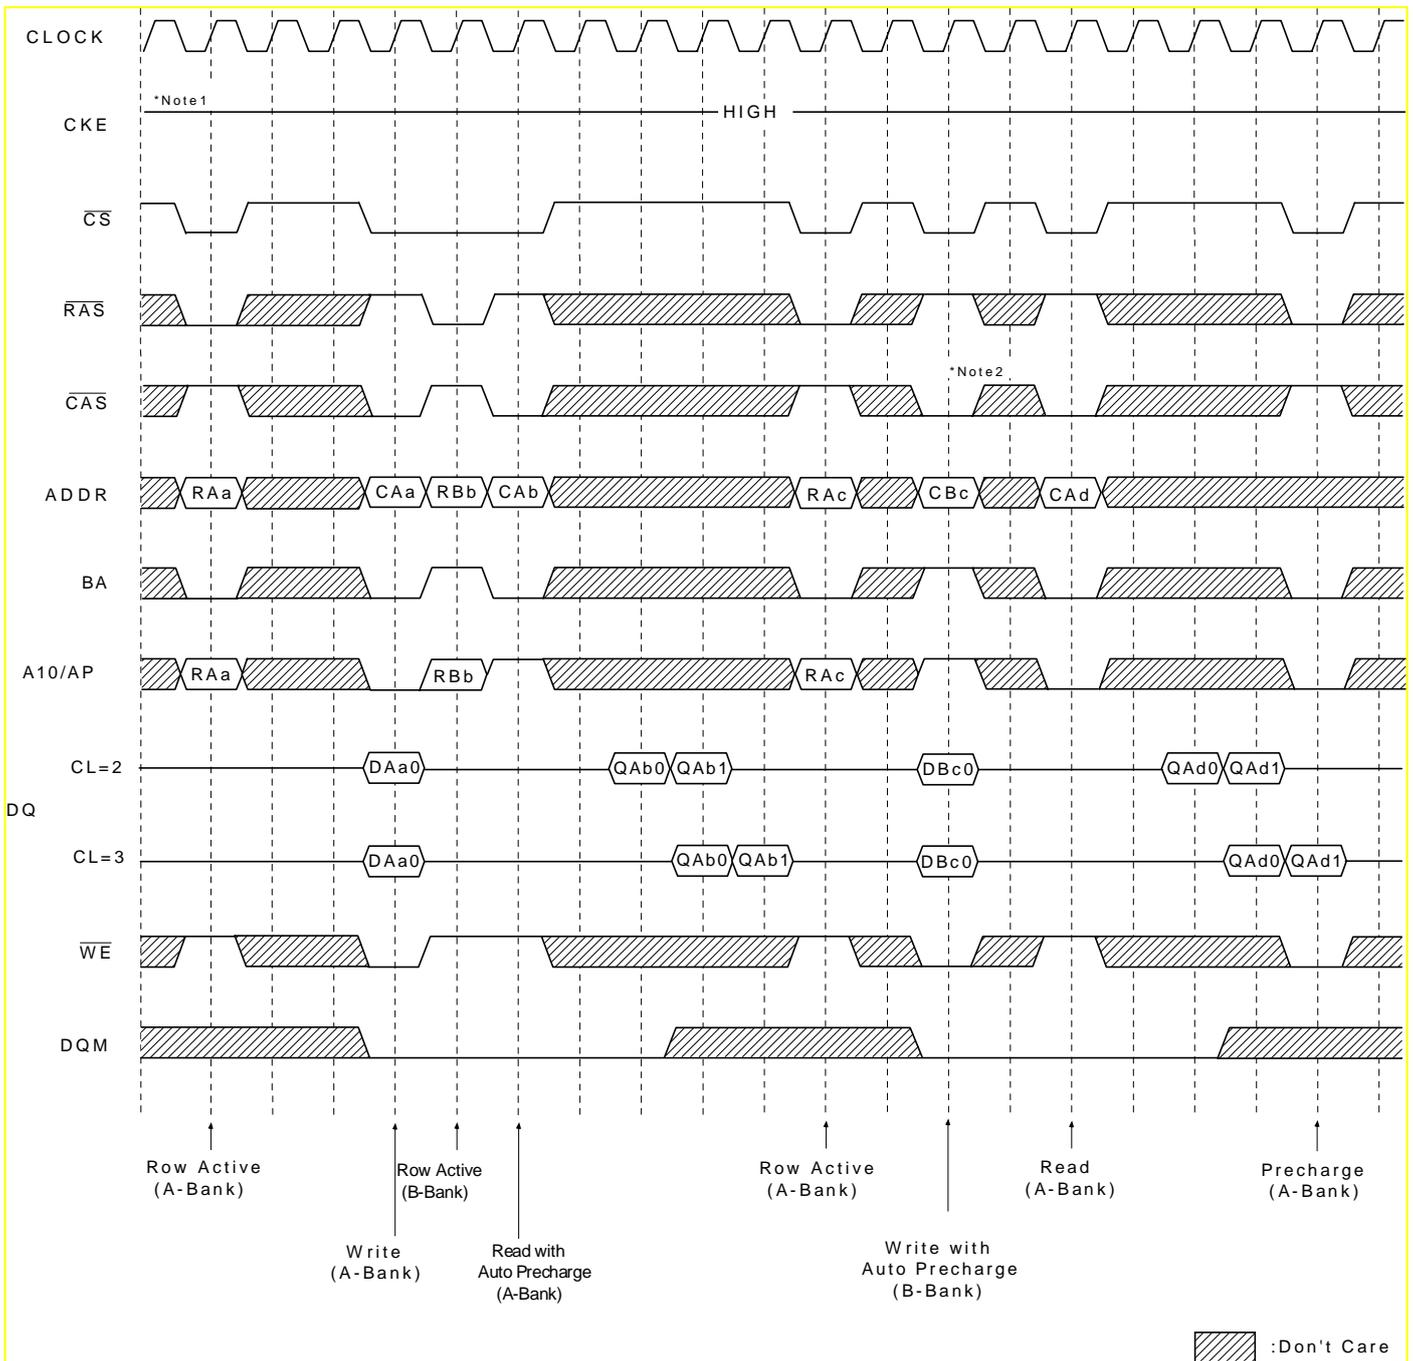 CLOCK
*Note1
HIGH
CKE
CS
RAS
*Note2
CAS
ADDR RAa CAa RBb CAb RAc CBc CAd
BA
A10/AP RAa RBb RAc
CL=2 DAa0 QAb0 QAb1 DBc0 QAd0 QAd1
DQ
CL=3 DAa0 QAb0 QAb1 DBc0 QAd0 QAd1
WE
DQM
Row Active
(A-Bank)
Row Active
(B-Bank)
Row Active
(A-Bank)
Read
(A-Bank)
Precharge
(A-Bank)
Write
(A-Bank)
Read with
Auto Precharge
(A-Bank)
Write with
Auto Precharge
(B-Bank)
:Don't Care